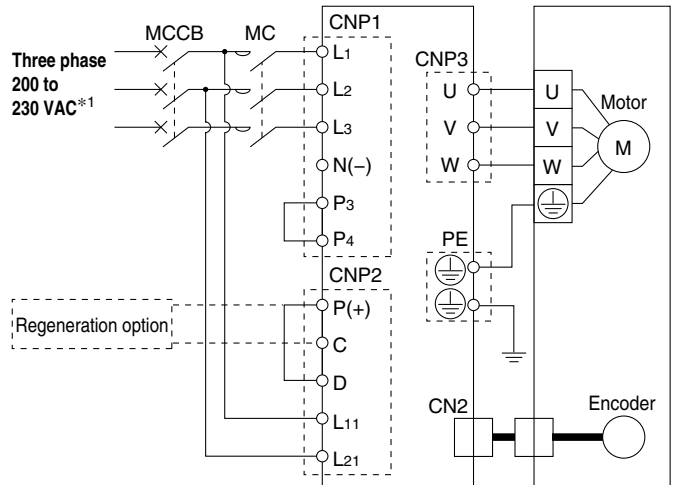 CNP1
MCCB
MC
Three phase
200 to
230 VAC*1
L1
L2
L3
N(−)
P3
P4
CNP3
U
V
W
U
V
W
Motor
M
PE
CNP2
P(+)
C
D
L11
L21
Regeneration option
CN2
Encoder